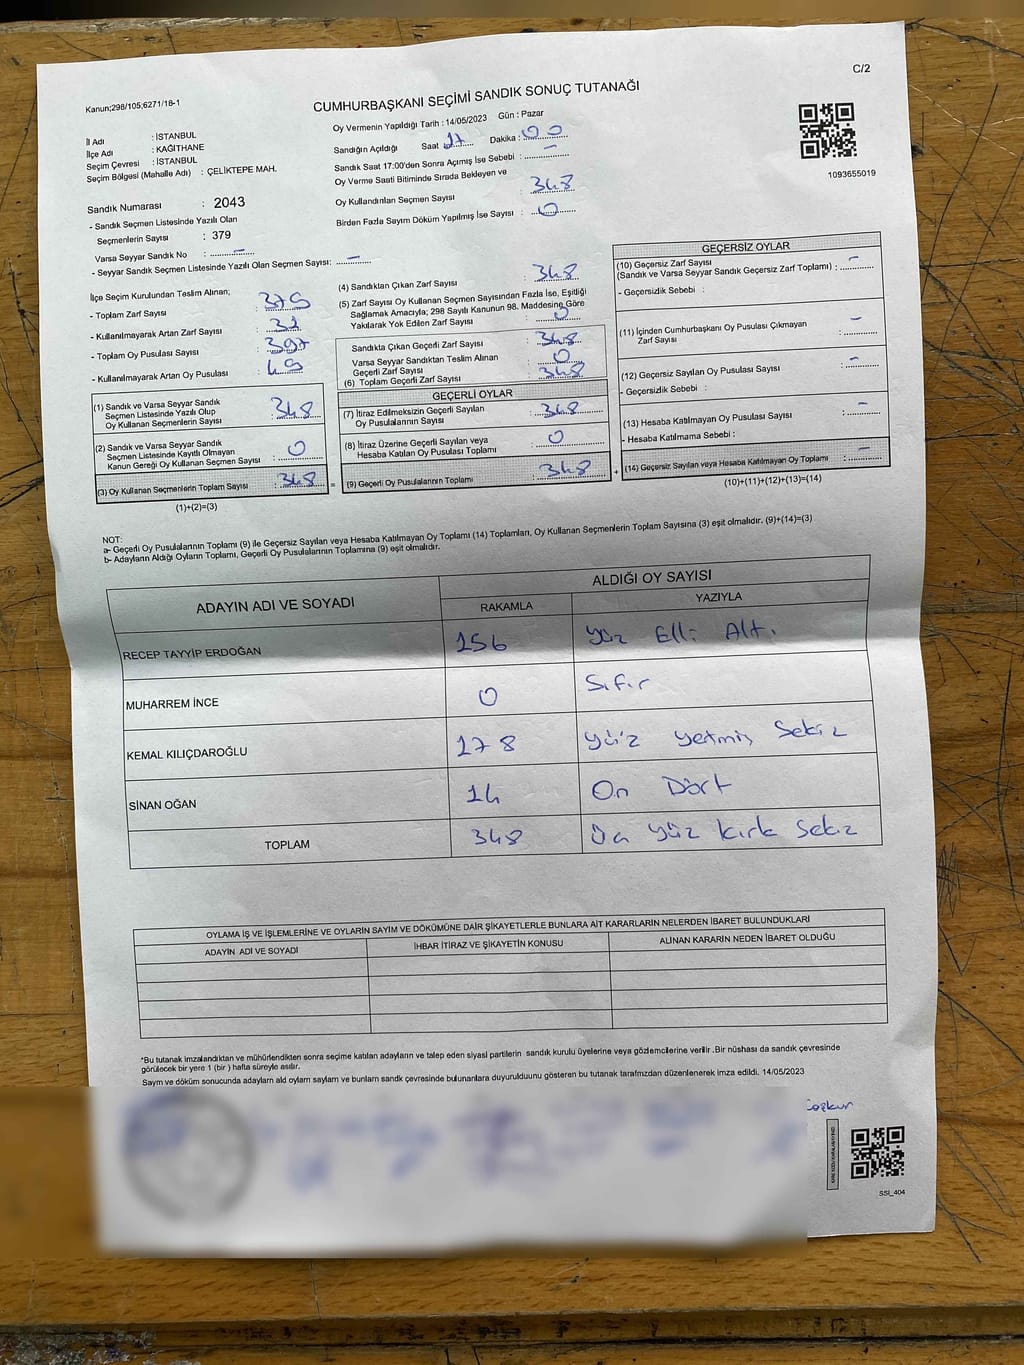 C/2
Kanun;298/105;6271/18-1
CUMHURBAŞKANI SEÇİMİ SANDIK SONUÇ TUTANAĞI
İl Adı : İSTANBUL
İlçe Adı : KAĞITHANE
Seçim Çevresi : İSTANBUL
Seçim Bölgesi (Mahalle Adı) : ÇELİKTEPE MAH.
Sandık Numarası : 2043
- Sandık Seçmen Listesinde Yazılı Olan
Seçmenlerin Sayısı : 379
Varsa Seyyar Sandık No : -
- Seyyar Sandık Seçmen Listesinde Yazılı Olan Seçmen Sayısı: -
Oy Vermenin Yapıldığı Tarih : 14/05/2023 Gün : Pazar
Sandığın Açıldığı Saat 17 Dakika : 00
Sandık Saat 17:00'den Sonra Açımış İse Sebebi : -
Oy Verme Saati Bitiminde Sırada Bekleyen ve
Oy Kullandırılan Seçmen Sayısı : 348
Birden Fazla Sayım Döküm Yapılmış İse Sayısı : 0
1093655019
İlçe Seçim Kurulundan Teslim Alınan;
- Toplam Zarf Sayısı : 379
- Kullanılmayarak Artan Zarf Sayısı : 31
- Toplam Oy Pusulası Sayısı : 397
- Kullanılmayarak Artan Oy Pusulası : 49
(1) Sandık ve Varsa Seyyar Sandık
Seçmen Listesinde Yazılı Olup
Oy Kullanan Seçmenlerin Sayısı : 348
(2) Sandık ve Varsa Seyyar Sandık
Seçmen Listesinde Kayıtlı Olmayan
Kanun Gereği Oy Kullanan Seçmen Sayısı : 0
(3) Oy Kullanan Seçmenlerin Toplam Sayısı : 348
(1)+(2)=(3)
(4) Sandıktan Çıkan Zarf Sayısı : 348
(5) Zarf Sayısı Oy Kullanan Seçmen Sayısından Fazla İse, Eşitliği
Sağlamak Amacıyla; 298 Sayılı Kanunun 98. Maddesine Göre
Yakılarak Yok Edilen Zarf Sayısı : 0
Sandıkta Çıkan Geçerli Zarf Sayısı : 348
Varsa Seyyar Sandıktan Teslim Alınan
Geçerli Zarf Sayısı : 0
(6) Toplam Geçerli Zarf Sayısı : 348
GEÇERLİ OYLAR
(7) İtiraz Edilmeksizin Geçerli Sayılan
Oy Pusulalarının Sayısı : 348
(8) İtiraz Üzerine Geçerli Sayılan veya
Hesaba Katılan Oy Pusulası Toplamı : 0
= (9) Geçerli Oy Pusulalarının Toplamı : 348 +
GEÇERSİZ OYLAR
(10) Geçersiz Zarf Sayısı
(Sandık ve Varsa Seyyar Sandık Geçersiz Zarf Toplamı) : -
- Geçersizlik Sebebi :
(11) İçinden Cumhurbaşkanı Oy Pusulası Çıkmayan
Zarf Sayısı : -
(12) Geçersiz Sayılan Oy Pusulası Sayısı : -
- Geçersizlik Sebebi :
(13) Hesaba Katılmayan Oy Pusulası Sayısı : -
- Hesaba Katılmama Sebebi :
(14) Geçersiz Sayılan veya Hesaba Katılmayan Oy Toplamı : -
(10)+(11)+(12)+(13)=(14)
NOT:
a- Geçerli Oy Pusulalarının Toplamı (9) ile Geçersiz Sayılan veya Hesaba Katılmayan Oy Toplamı (14) Toplamları, Oy Kullanan Seçmenlerin Toplam Sayısına (3) eşit olmalıdır. (9)+(14)=(3)
b- Adayların Aldığı Oyların Toplamı, Geçerli Oy Pusulalarının Toplamına (9) eşit olmalıdır.
ADAYIN ADI VE SOYADI ALDIĞI OY SAYISI
RAKAMLA YAZIYLA
RECEP TAYYİP ERDOĞAN 156 Yüz Elli Altı
MUHARREM İNCE 0 Sıfır
KEMAL KILIÇDAROĞLU 178 Yüz Yetmiş Sekiz
SİNAN OĞAN 14 On Dört
TOPLAM 348 yüz kırk sekiz
OYLAMA İŞ VE İŞLEMLERİNE VE OYLARIN SAYIM VE DÖKÜMÜNE DAİR ŞİKAYETLERLE BUNLARA AİT KARARLARIN NELERDEN İBARET BULUNDUKLARI
ADAYIN ADI VE SOYADI İHBAR İTİRAZ VE ŞİKAYETİN KONUSU ALINAN KARARIN NEDEN İBARET OLDUĞU
*Bu tutanak imzalandıktan ve mühürlendikten sonra seçime katılan adayların ve talep eden siyasi partilerin sandık kurulu üyelerine veya gözlemcilerine verilir .Bir nüshası da sandık çevresinde
görülecek bir yere 1 (bir ) hafta süreyle asılır.
Sayım ve döküm sonucunda adayların ald oyların sayların ve bunların sandk çevresinde bulunanlara duyurulduunu gösteren bu tutanak tarafmzdan düzenlenerek imza edildi. 14/05/2023
Coşkun
SSI_404